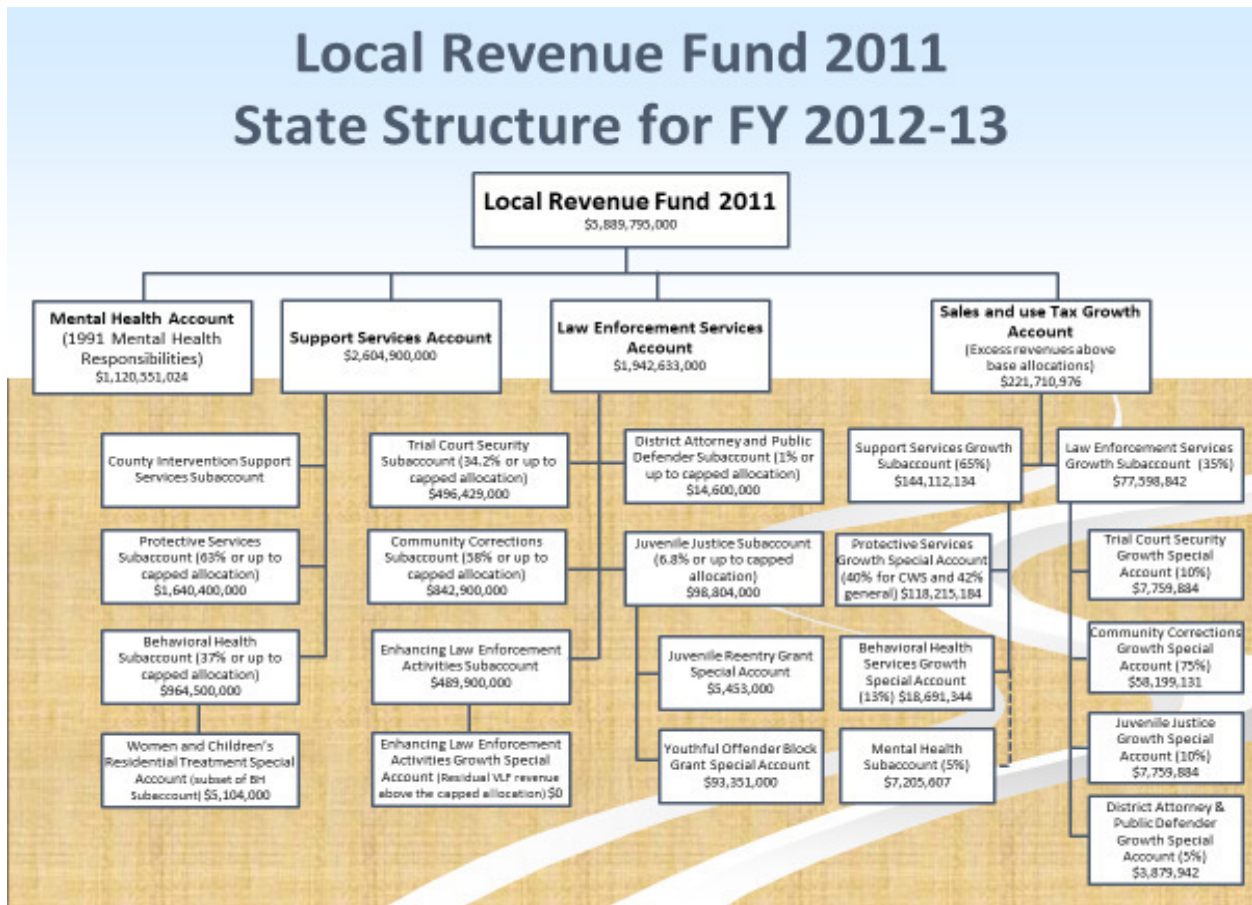 Local Revenue Fund 2011
State Structure for FY 2012-13
Local Revenue Fund 2011
$5,889,795,000
Mental Health Account
(1991 Mental Health
Responsibilities)
$1,120,551,024
Support Services Account
$2,604,900,000
Law Enforcement Services
Account
$1,942,633,000
Sales and use Tax Growth
Account
(Excess revenues above
base allocations)
$221,710,976
County Intervention Support
Services Subaccount
Protective Services
Subaccount (63% or up to
capped allocation)
$1,640,400,000
Behavioral Health
Subaccount (37% or up to
capped allocation)
$964,500,000
Women and Children's
Residential Treatment Special
Account (subset of BH
Subaccount) $5,104,000
Trial Court Security
Subaccount (34.2% or up to
capped allocation)
$496,429,000
Community Corrections
Subaccount (58% or up to
capped allocation)
$842,900,000
Enhancing Law Enforcement
Activities Subaccount
$489,900,000
Enhancing Law Enforcement
Activities Growth Special
Account (Residual VLF revenue
above the capped allocation) $0
District Attorney and Public
Defender Subaccount (1% or
up to capped allocation)
$14,600,000
Juvenile Justice Subaccount
(6.8% or up to capped
allocation)
$98,804,000
Juvenile Reentry Grant
Special Account
$5,453,000
Youthful Offender Block
Grant Special Account
$93,351,000
Support Services Growth
Subaccount (65%)
$144,112,134
Protective Services
Growth Special Account
(40% for CWS and 42%
general) $118,215,184
Behavioral Health
Services Growth
Special Account
(13%) $18,691,344
Mental Health
Subaccount (5%)
$7,205,607
Law Enforcement Services
Growth Subaccount (35%)
$77,598,842
Trial Court Security
Growth Special
Account (10%)
$7,759,884
Community Corrections
Growth Special
Account (75%)
$58,199,131
Juvenile Justice
Growth Special
Account (10%)
$7,759,884
District Attorney &
Public Defender
Growth Special
Account (5%)
$3,879,942